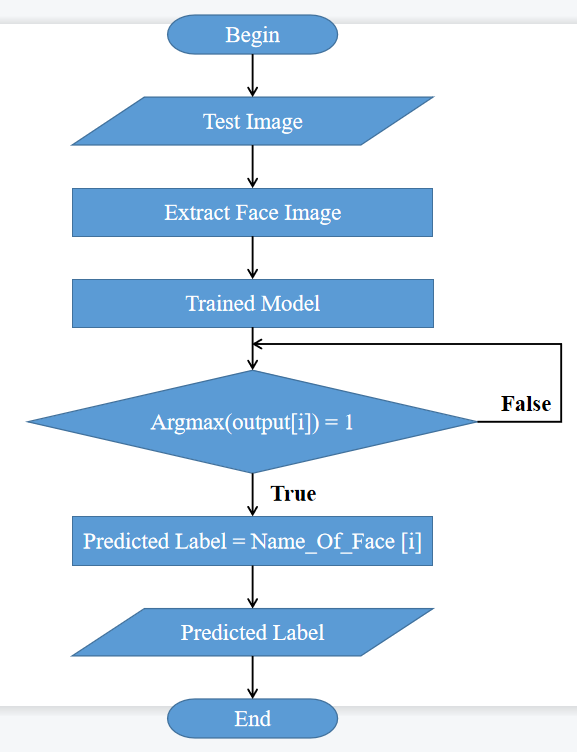 Begin
Test Image
Extract Face Image
Trained Model
Argmax(output[i]) = 1
False
True
Predicted Label = Name_Of_Face [i]
Predicted Label
End